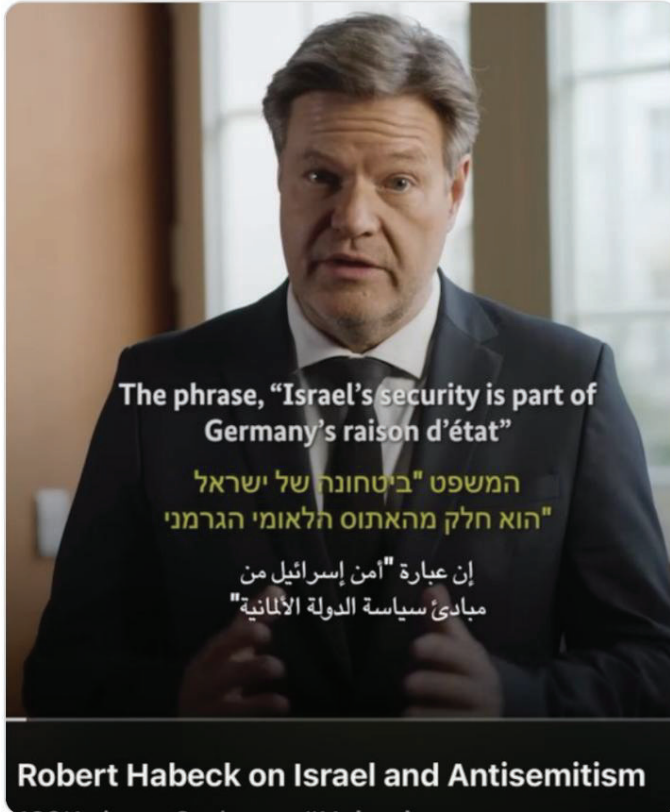 The phrase, “Israel’s security is part of
Germany’s raison d’état”
המשפט "ביטחונה של ישראל
הוא חלק מהאתוס הלאומי הגרמני"
إن عبارة "أمن إسرائيل من
مبادئ سياسة الدولة الألمانية"
Robert Habeck on Israel and Antisemitism